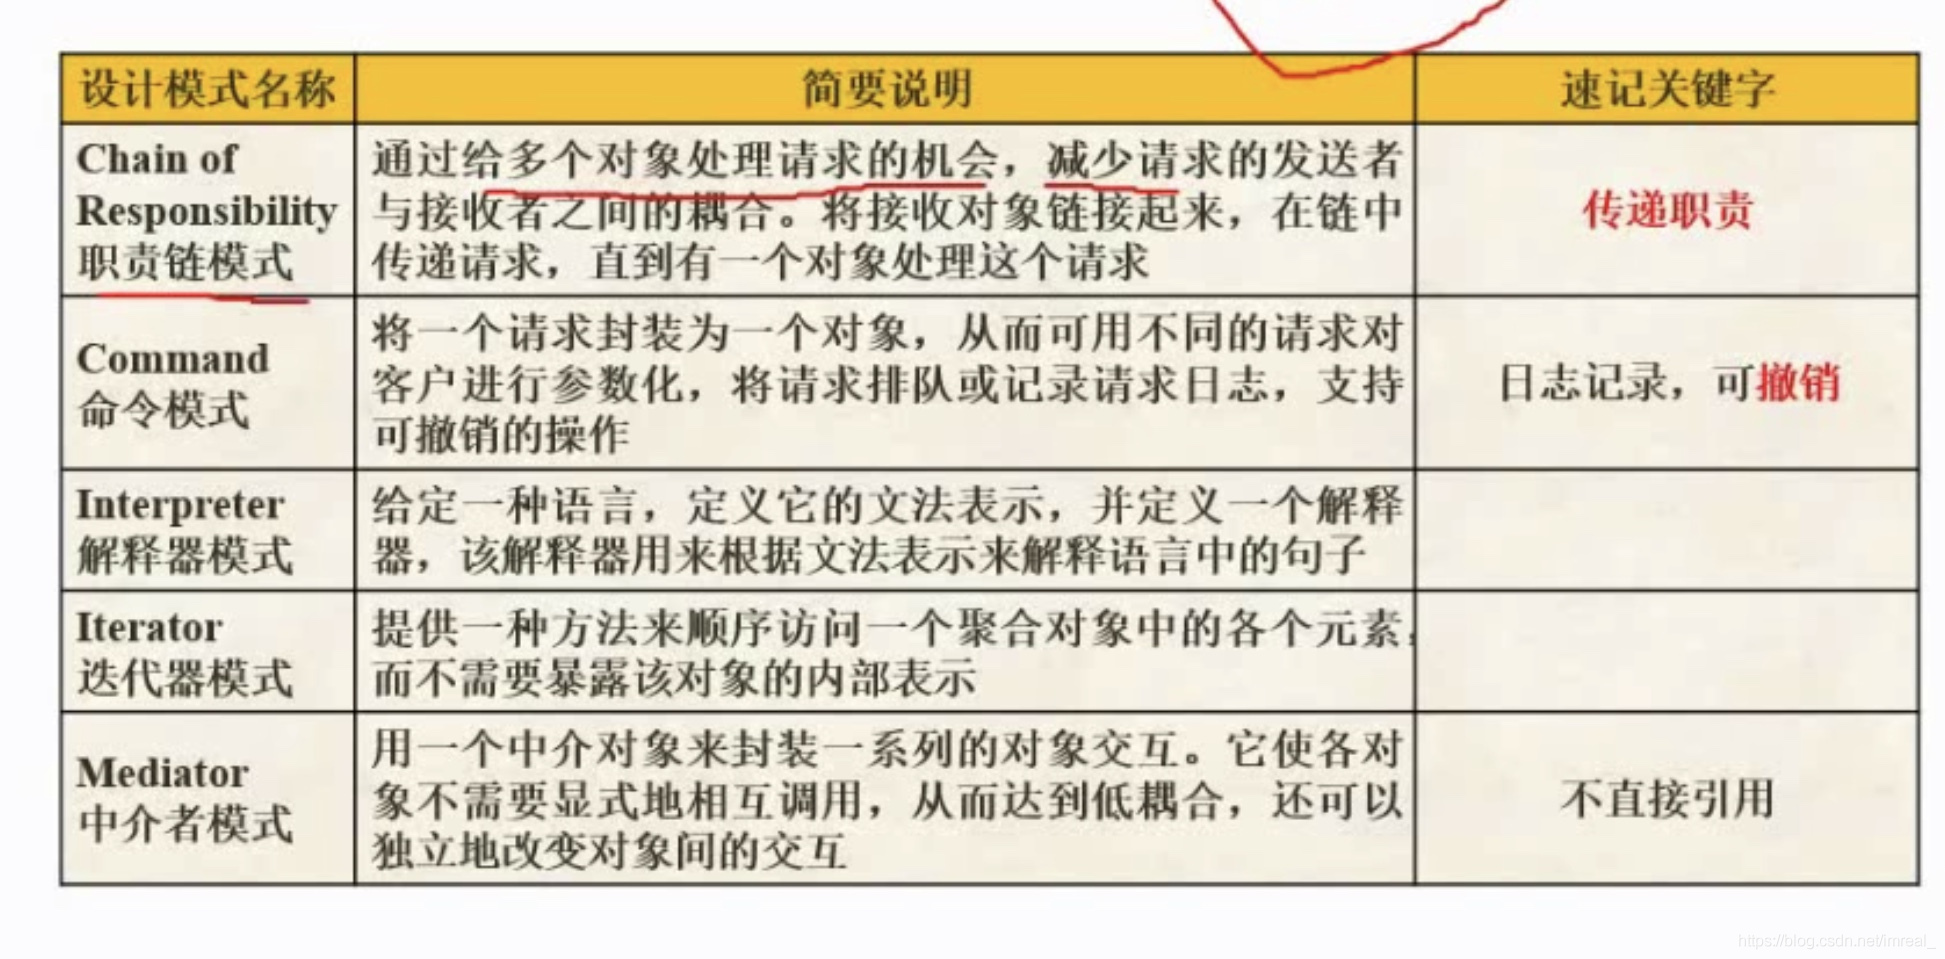 设计模式名称
简要说明
速记关键字
Chain of
Responsibility
职责链模式
通过给多个对象处理请求的机会，减少请求的发送者
与接收者之间的耦合。将接收对象链接起来，在链中
传递请求，直到有一个对象处理这个请求
传递职责
Command
命令模式
将一个请求封装为一个对象，从而可用不同的请求对
客户进行参数化，将请求排队或记录请求日志，支持
可撤销的操作
日志记录，可撤销
Interpreter
解释器模式
给定一种语言，定义它的文法表示，并定义一个解释
器，该解释器用来根据文法表示来解释语言中的句子
Iterator
迭代器模式
提供一种方法来顺序访问一个聚合对象中的各个元素，
而不需要暴露该对象的内部表示
Mediator
中介者模式
用一个中介对象来封装一系列的对象交互。它使各对
象不需要显式地相互调用，从而达到低耦合，还可以
独立地改变对象间的交互
不直接引用
https://blog.csdn.net/imreal_